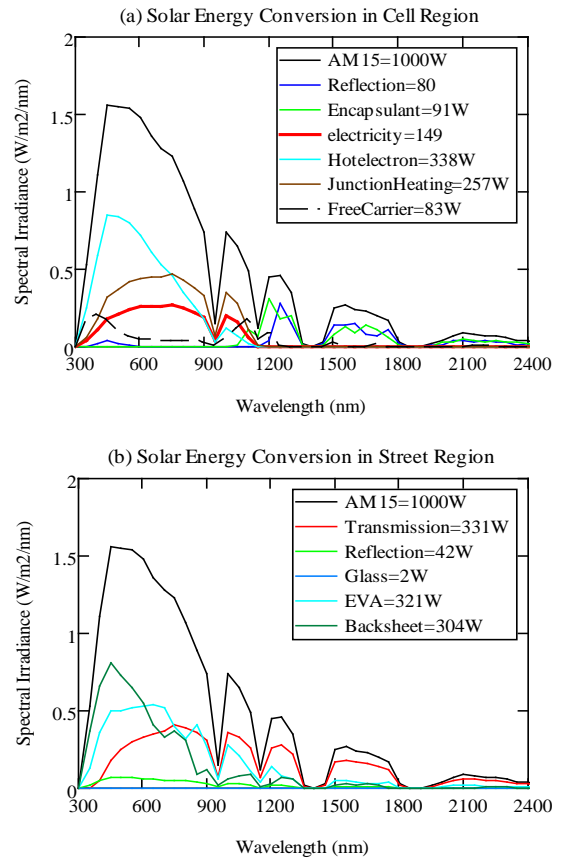 (a) Solar Energy Conversion in Cell Region
2
1.5
1
0.5
0
Spectral Irradiance (W/m2/nm)
AM15=1000W
Reflection=80
Encapsulant=91W
electricity=149
Hotelectron=338W
JunctionHeating=257W
FreeCarrier=83W
300 600 900 1200 1500 1800 2100 2400
Wavelength (nm)
(b) Solar Energy Conversion in Street Region
2
1.5
1
0.5
0
Spectral Irradiance (W/m2/nm)
AM15=1000W
Transmission=331W
Reflection=42W
Glass=2W
EVA=321W
Backsheet=304W
300 600 900 1200 1500 1800 2100 2400
Wavelength (nm)